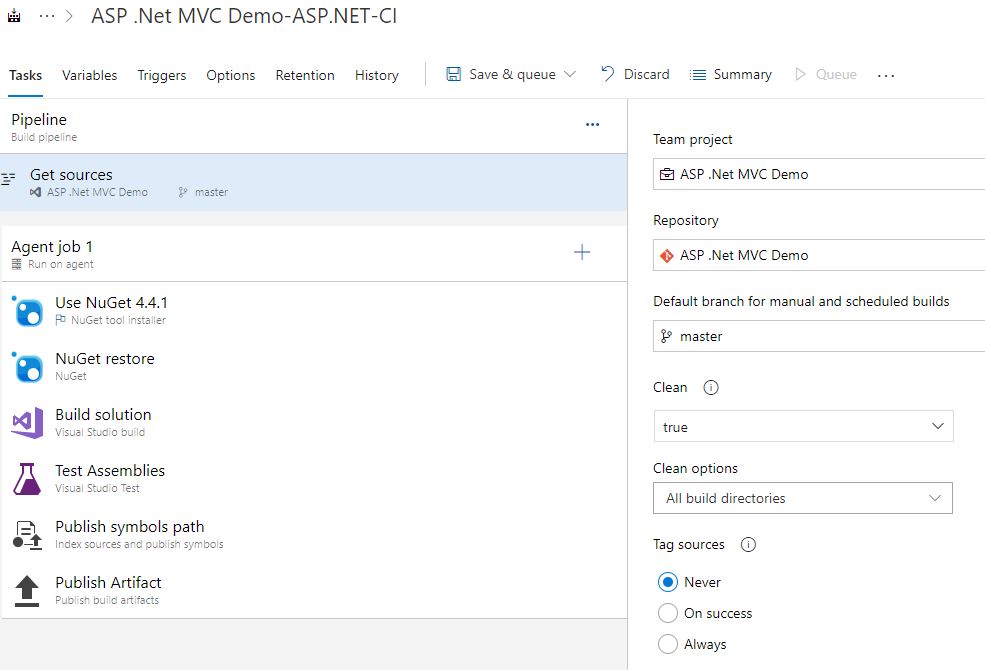 ··· > ASP .Net MVC Demo-ASP.NET-CI
Tasks Variables Triggers Options Retention History Save & queue Discard Summary Queue ...
Pipeline ...
Build pipeline
Get sources
ASP .Net MVC Demo master
Agent job 1
Run on agent
Use NuGet 4.4.1
NuGet tool installer
NuGet restore
NuGet
Build solution
Visual Studio build
Test Assemblies
Visual Studio Test
Publish symbols path
Index sources and publish symbols
Publish Artifact
Publish build artifacts
Team project
ASP .Net MVC Demo
Repository
ASP .Net MVC Demo
Default branch for manual and scheduled builds
master
Clean
true
Clean options
All build directories
Tag sources
Never
On success
Always